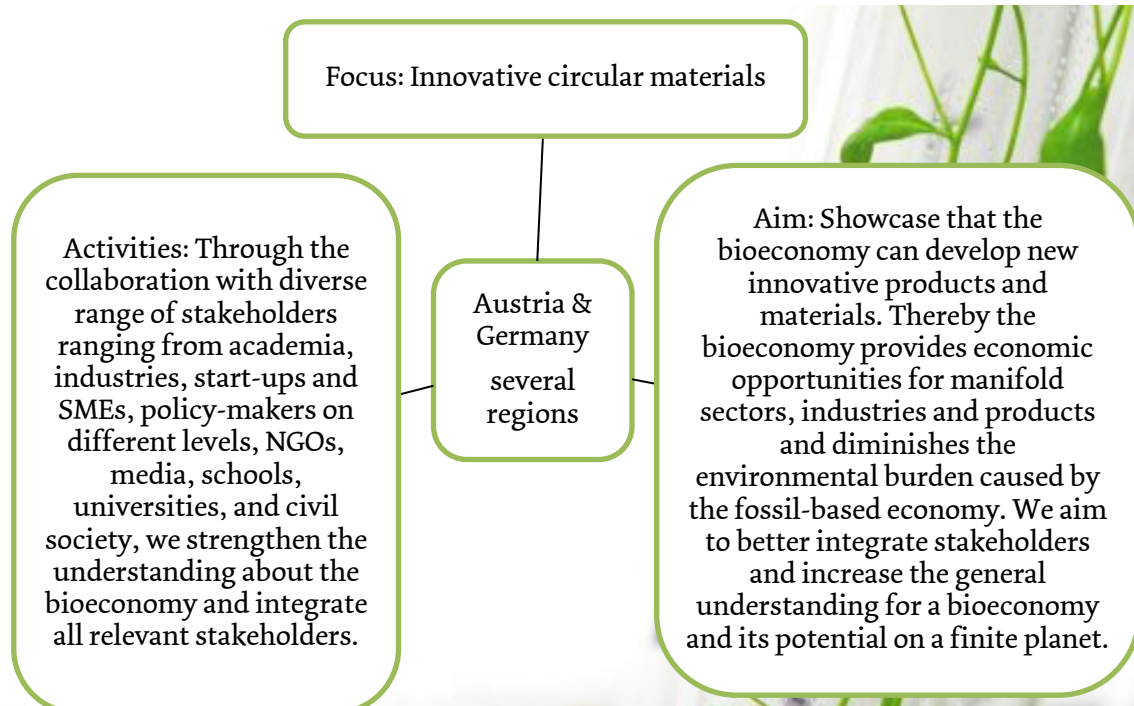 Focus: Innovative circular materials
Activities: Through the
collaboration with diverse
range of stakeholders
ranging from academia,
industries, start-ups and
SMEs, policy-makers on
different levels, NGOs,
media, schools,
universities, and civil
society, we strengthen the
understanding about the
bioeconomy and integrate
all relevant stakeholders.
Austria &
Germany
several
regions
Aim: Showcase that the
bioeconomy can develop new
innovative products and
materials. Thereby the
bioeconomy provides economic
opportunities for manifold
sectors, industries and products
and diminishes the
environmental burden caused by
the fossil-based economy. We aim
to better integrate stakeholders
and increase the general
understanding for a bioeconomy
and its potential on a finite planet.